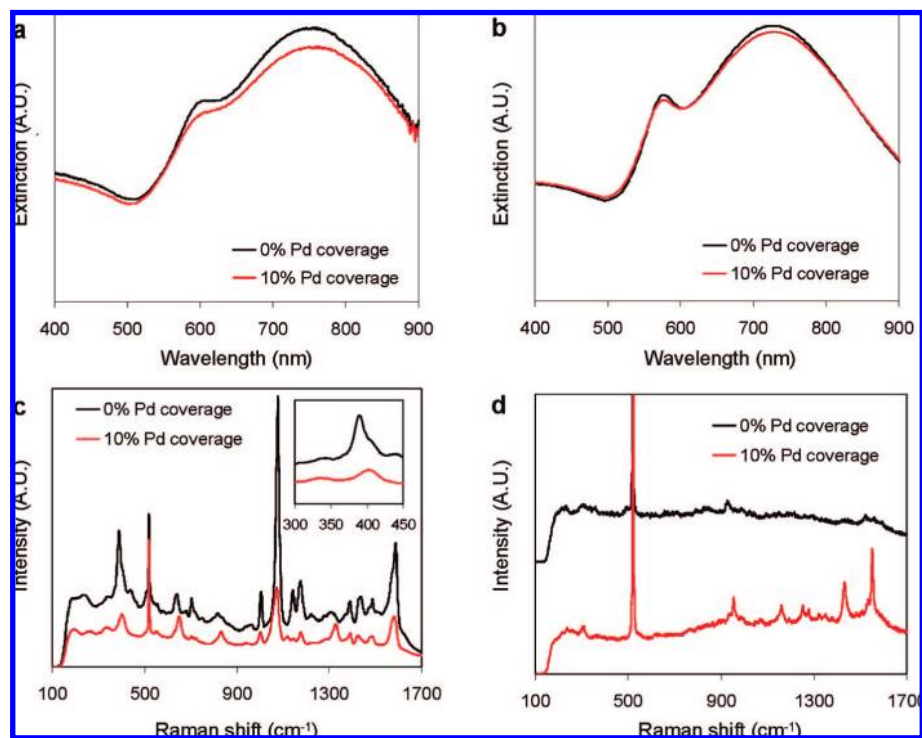 a
Extinction (A.U.)
0% Pd coverage
10% Pd coverage
400 500 600 700 800 900
Wavelength (nm)
b
Extinction (A.U.)
0% Pd coverage
10% Pd coverage
400 500 600 700 800 900
Wavelength (nm)
c
Intensity (A.U.)
0% Pd coverage
10% Pd coverage
300 350 400 450
100 500 900 1300 1700
Raman shift (cm⁻¹)
d
Intensity (A.U.)
0% Pd coverage
10% Pd coverage
100 500 900 1300 1700
Raman shift (cm⁻¹)